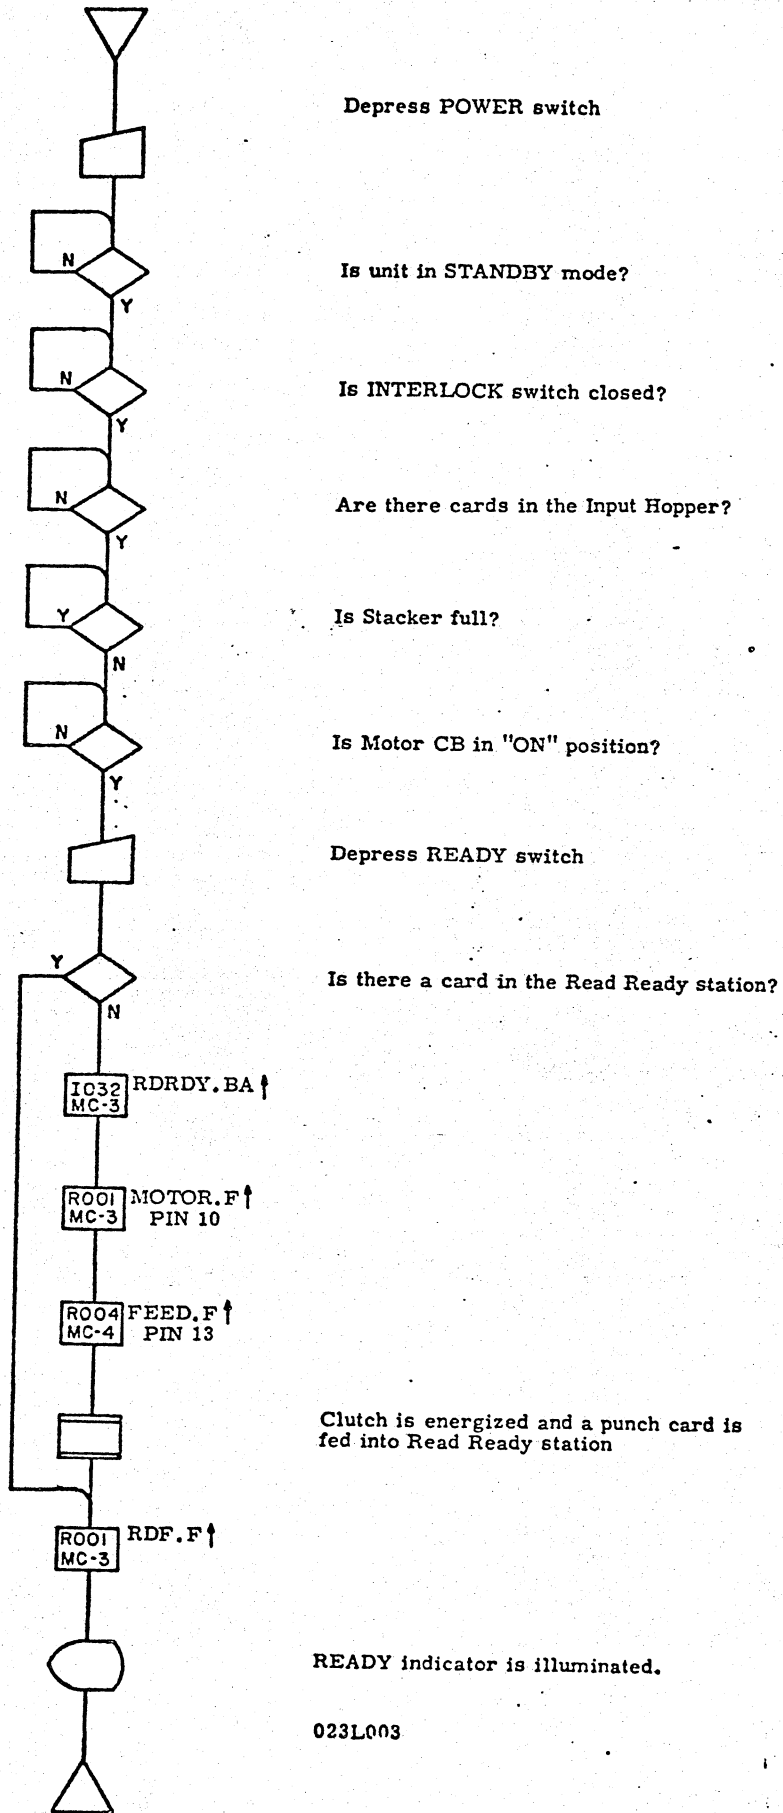 Depress POWER switch
N
Is unit in STANDBY mode?
Y
N
Is INTERLOCK switch closed?
Y
N
Are there cards in the Input Hopper?
Y
Y
Is Stacker full?
N
N
Is Motor CB in "ON" position?
Y
Depress READY switch
Y
Is there a card in the Read Ready station?
N
IC32 RDRDY.BA↑
MC-3
R001 MOTOR.F↑
MC-3 PIN 10
R004 FEED.F↑
MC-4 PIN 13
Clutch is energized and a punch card is
fed into Read Ready station
R001 RDF.F↑
MC-3
READY indicator is illuminated.
023L003